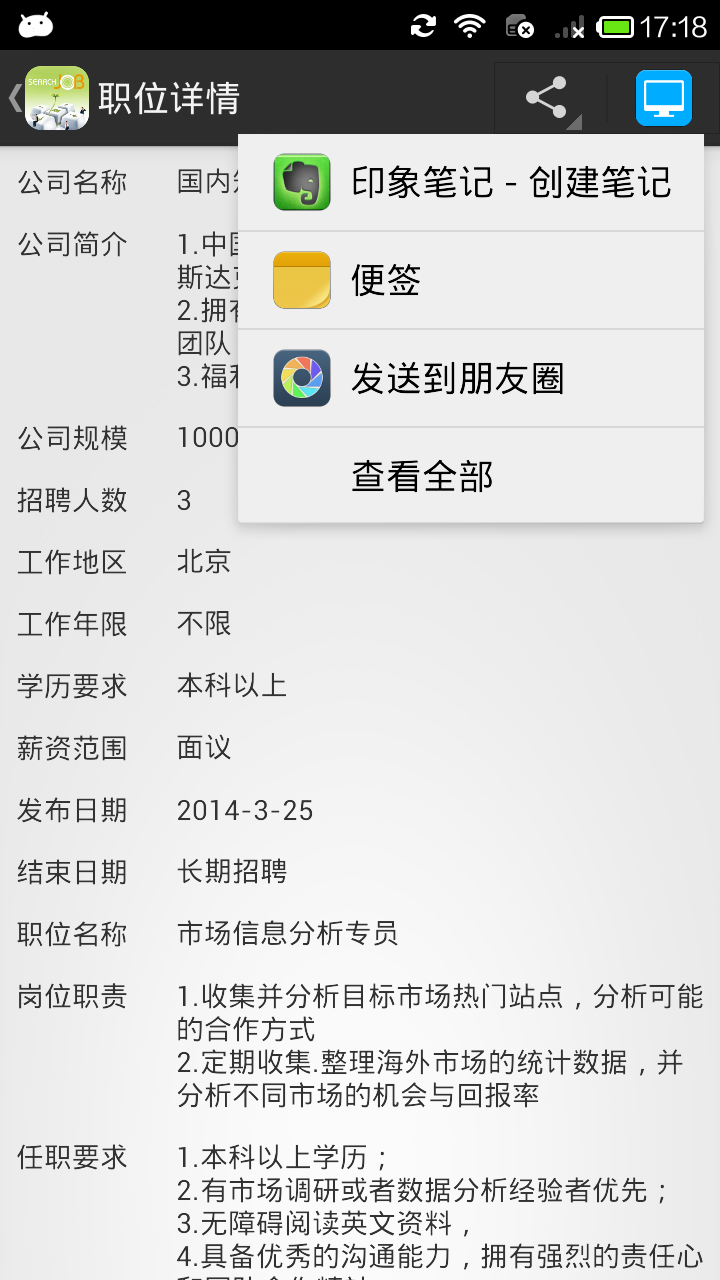 17:18
SEARCH JOB
职位详情
印象笔记 - 创建笔记
便签
发送到朋友圈
查看全部
公司名称 国内
公司简介 1.中
斯达
2.拥
团队
3.福
公司规模 1000
招聘人数 3
工作地区 北京
工作年限 不限
学历要求 本科以上
薪资范围 面议
发布日期 2014-3-25
结束日期 长期招聘
职位名称 市场信息分析专员
岗位职责 1.收集并分析目标市场热门站点，分析可能
的合作方式
2.定期收集.整理海外市场的统计数据，并
分析不同市场的机会与回报率
任职要求 1.本科以上学历；
2.有市场调研或者数据分析经验者优先；
3.无障碍阅读英文资料，
4.具备优秀的沟通能力，拥有强烈的责任心